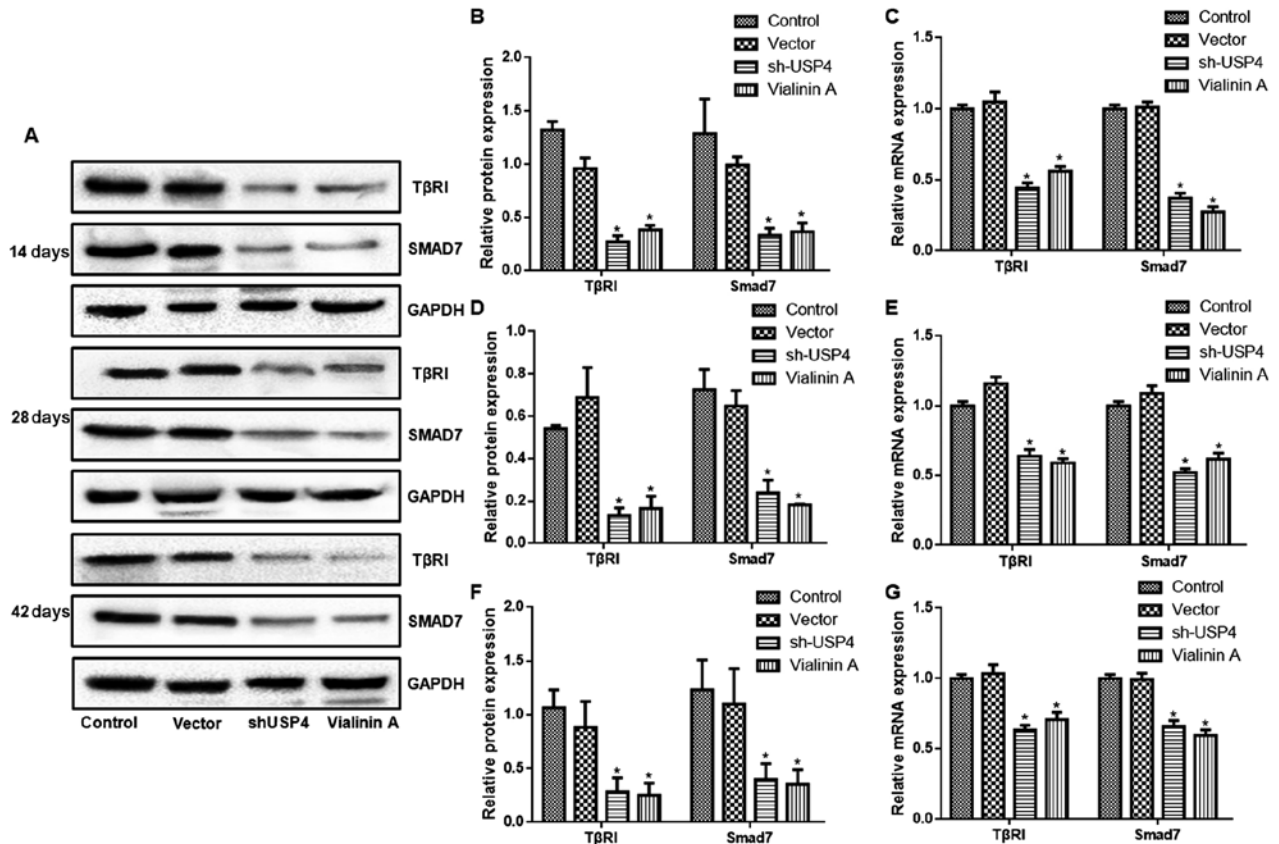 A
14 days
TβRI
SMAD7
GAPDH
28 days
TβRI
SMAD7
GAPDH
42 days
TβRI
SMAD7
GAPDH
Control Vector shUSP4 Vialinin A
B
Control
Vector
sh-USP4
Vialinin A
Relative protein expression
1.5
1.0
0.5
0.0
* * * *
TβRI Smad7
2.0
C
Control
Vector
sh-USP4
Vialinin A
Relative mRNA expression
1.5
1.0
0.5
0.0
* * * *
TβRI Smad7
D
Control
Vector
sh-USP4
Vialinin A
Relative protein expression
1.0
0.8
0.6
0.4
0.2
0.0
* * * *
TβRI Smad7
E
Control
Vector
sh-USP4
Vialinin A
Relative mRNA expression
1.5
1.0
0.5
0.0
* * * *
TβRI Smad7
F
Control
Vector
sh-USP4
Vialinin A
Relative protein expression
2.0
1.5
1.0
0.5
0.0
* * * *
TβRI Smad7
G
Control
Vector
sh-USP4
Vialinin A
Relative mRNA expression
1.5
1.0
0.5
0.0
* * * *
TβRI Smad7